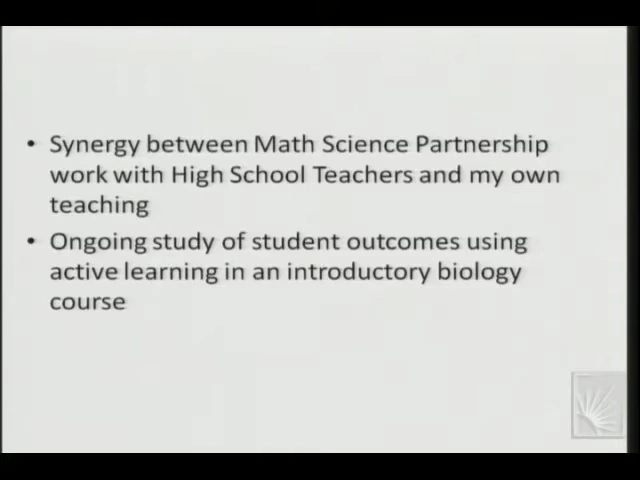 • Synergy between Math Science Partnership
work with High School Teachers and my own
teaching
• Ongoing study of student outcomes using
active learning in an introductory biology
course